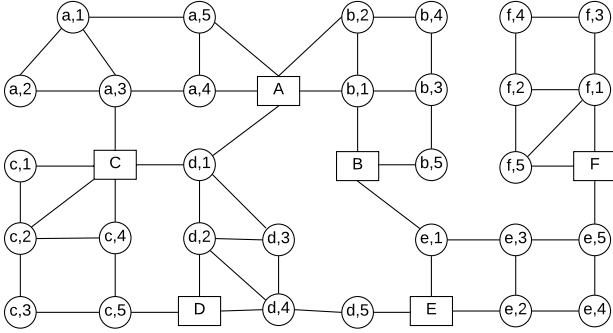 a,1 a,5 b,2 b,4 f,4 f,3
a,2 a,3 a,4 A b,1 b,3 f,2 f,1
c,1 C d,1 B b,5 f,5 F
c,2 c,4 d,2 d,3 e,1 e,3 e,5
c,3 c,5 D d,4 d,5 E e,2 e,4